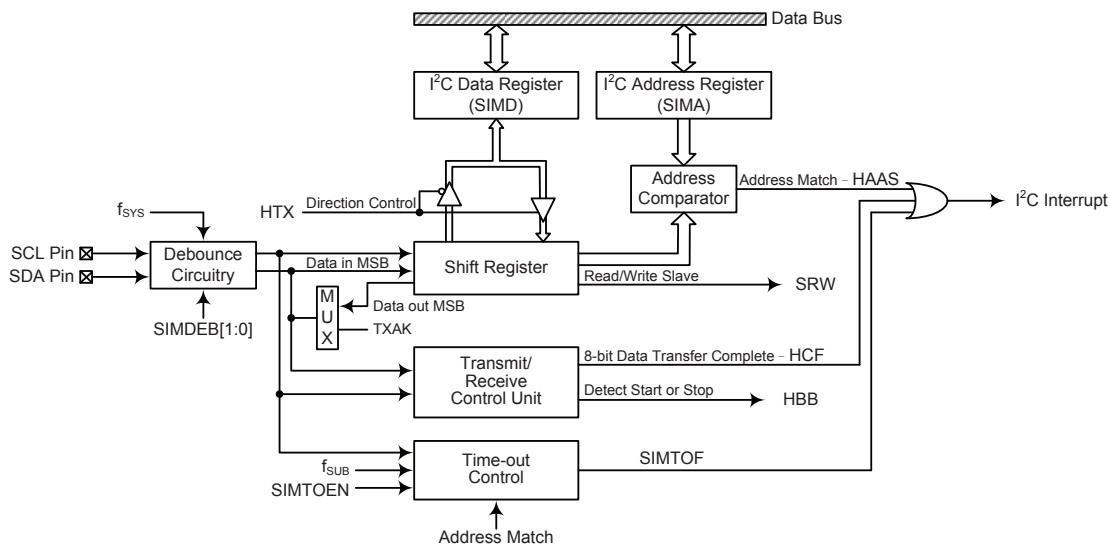 Data Bus
I²C Data Register
(SIMD)
I²C Address Register
(SIMA)
Address
Comparator
Address Match - HAAS
I²C Interrupt
HTX
Direction Control
fSYS
SCL Pin
SDA Pin
Debounce
Circuitry
SIMDEB[1:0]
Data in MSB
Shift Register
Read/Write Slave
SRW
M
U
X
Data out MSB
TXAK
Transmit/
Receive
Control Unit
8-bit Data Transfer Complete - HCF
Detect Start or Stop
HBB
fSUB
SIMTOEN
Time-out
Control
SIMTOF
Address Match